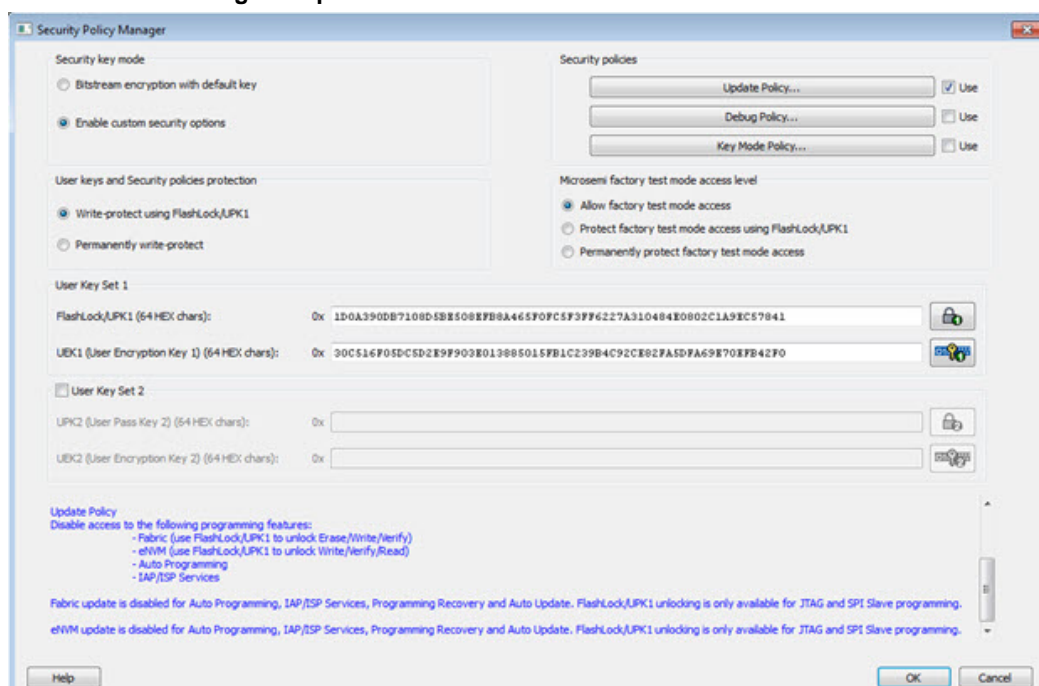 Security Policy Manager
Security key mode
Bitstream encryption with default key
Enable custom security options
Security policies
Update Policy...
Use
Debug Policy...
Use
Key Mode Policy...
Use
User keys and Security policies protection
Write-protect using FlashLock/UPK1
Permanently write-protect
Microsemi factory test mode access level
Allow factory test mode access
Protect factory test mode access using FlashLock/UPK1
Permanently protect factory test mode access
User Key Set 1
FlashLock/UPK1 (64 HEX chars): 0x 1D0A390DB7108D5BE508EFB8A465F0FC5F3FF6227A310484E0802C1A9EC57841
UEK1 (User Encryption Key 1) (64 HEX chars): 0x 30C516F05DC5D2E9F903E013885015FB1C239B4C92CE82FA5DFA69E70EFB42F0
User Key Set 2
UPK2 (User Pass Key 2) (64 HEX chars): 0x
UEK2 (User Encryption Key 2) (64 HEX chars): 0x
Update Policy
Disable access to the following programming features:
- Fabric (use FlashLock/UPK1 to unlock Erase/Write/Verify)
- eNVM (use FlashLock/UPK1 to unlock Write/Verify/Read)
- Auto Programming
- IAP/ISP Services
Fabric update is disabled for Auto Programming, IAP/ISP Services, Programming Recovery and Auto Update. FlashLock/UPK1 unlocking is only available for JTAG and SPI Slave programming.
eNVM update is disabled for Auto Programming, IAP/ISP Services, Programming Recovery and Auto Update. FlashLock/UPK1 unlocking is only available for JTAG and SPI Slave programming.
Help
OK
Cancel